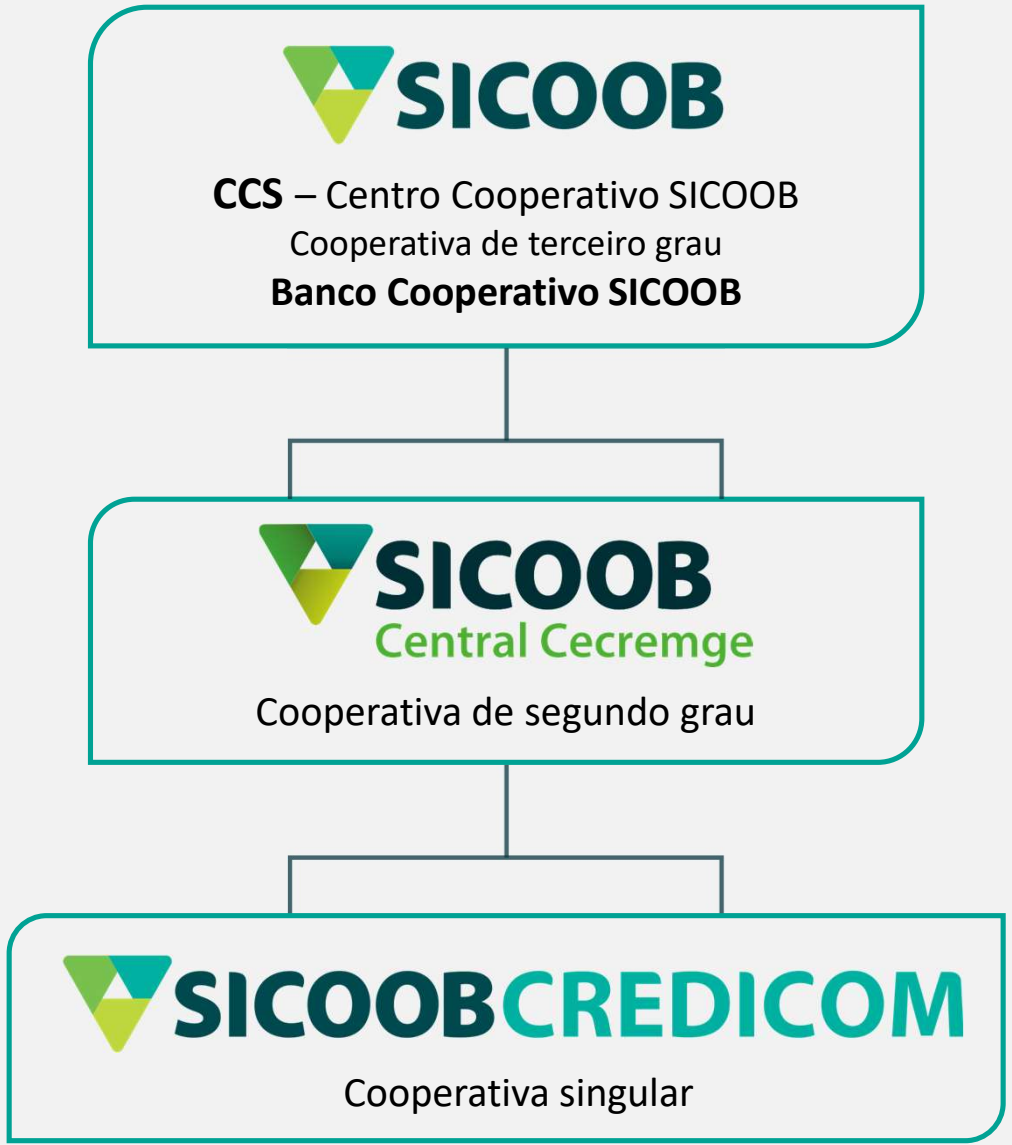 SICOOB
CCS – Centro Cooperativo SICOOB
Cooperativa de terceiro grau
Banco Cooperativo SICOOB
SICOOB
Central Cecremge
Cooperativa de segundo grau
SICOOBCREDICOM
Cooperativa singular